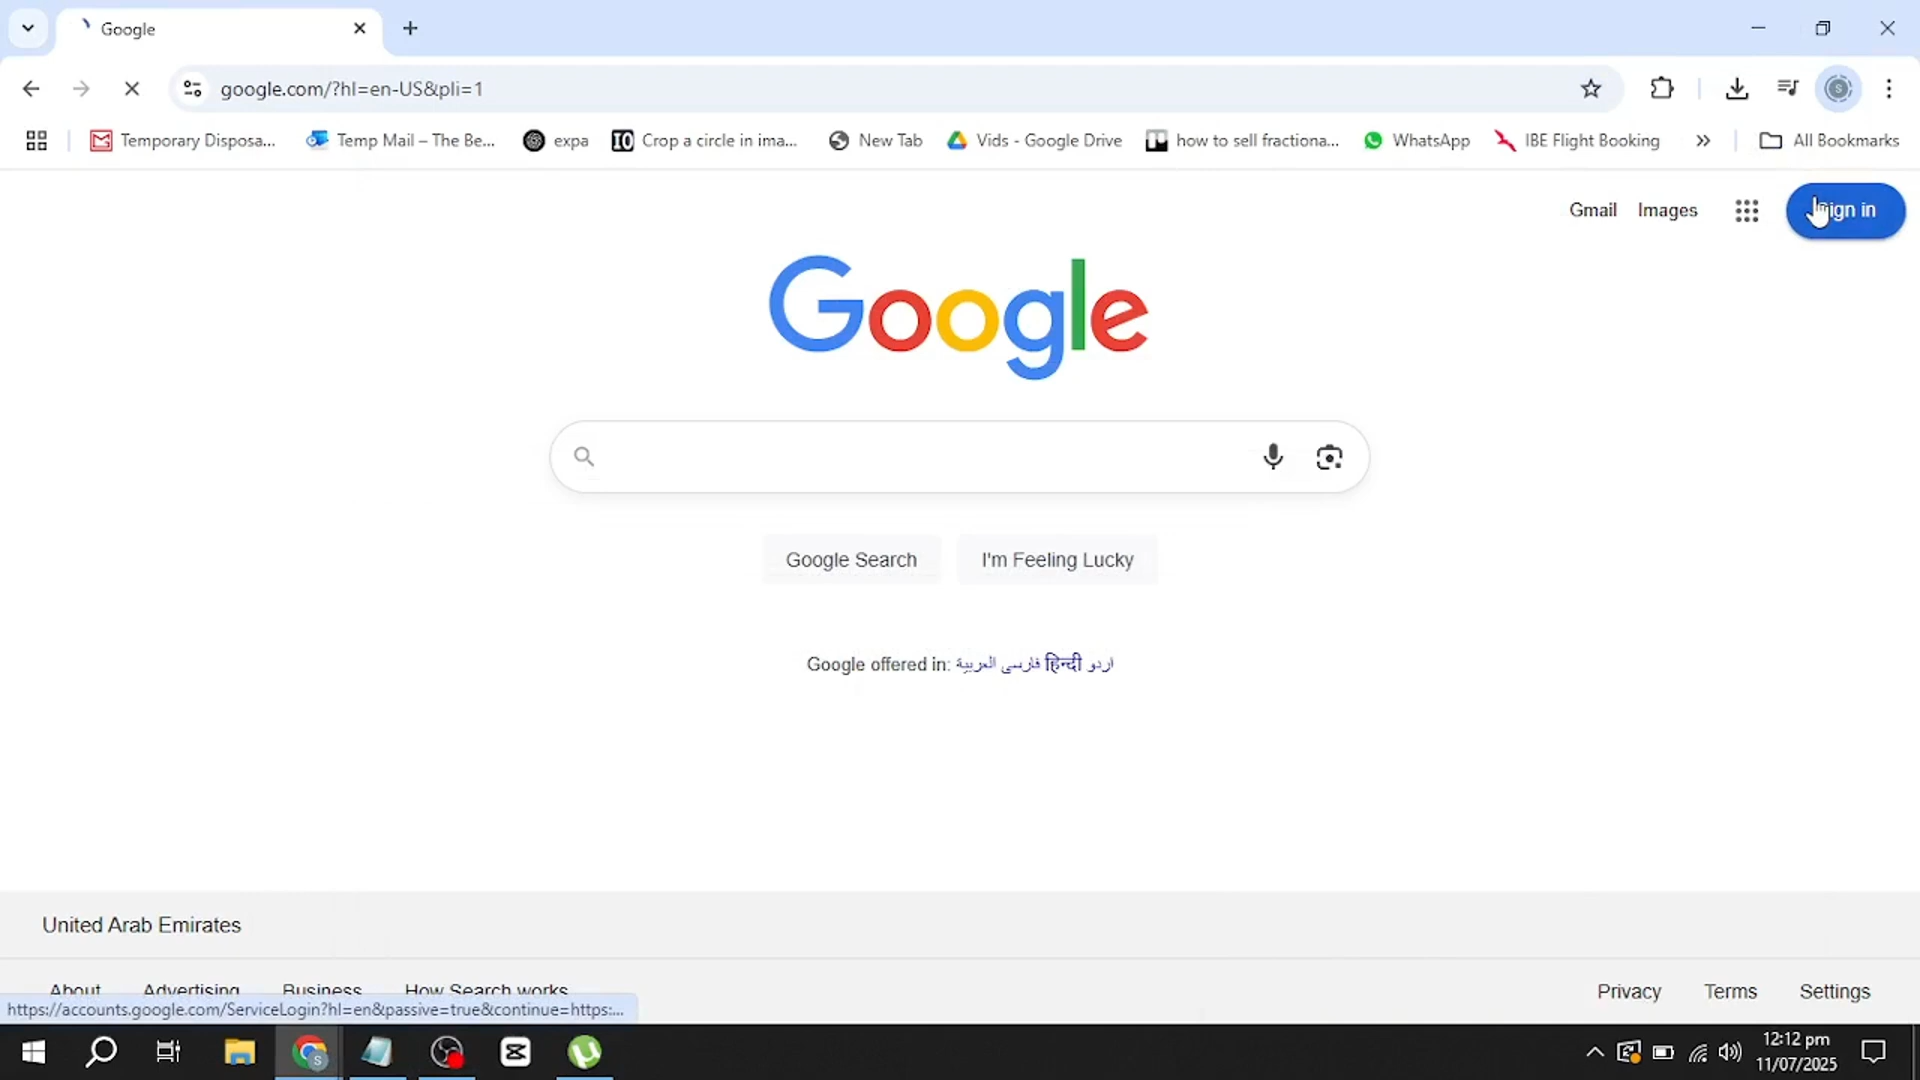 Google
google.com/?hl=en-US&pli=1
S
Temporary Disposa...
Temp Mail – The Be...
expa
Crop a circle in ima...
New Tab
Vids - Google Drive
how to sell fractiona...
WhatsApp
IBE Flight Booking
All Bookmarks
Gmail
Images
Sign in
Google
Google Search
I'm Feeling Lucky
Google offered in: العربية فارسی हिन्दी اردو
United Arab Emirates
About
Advertising
Business
How Search works
Privacy
Terms
Settings
https://accounts.google.com/ServiceLogin?hl=en&passive=true&continue=https:...
12:12 pm
11/07/2025